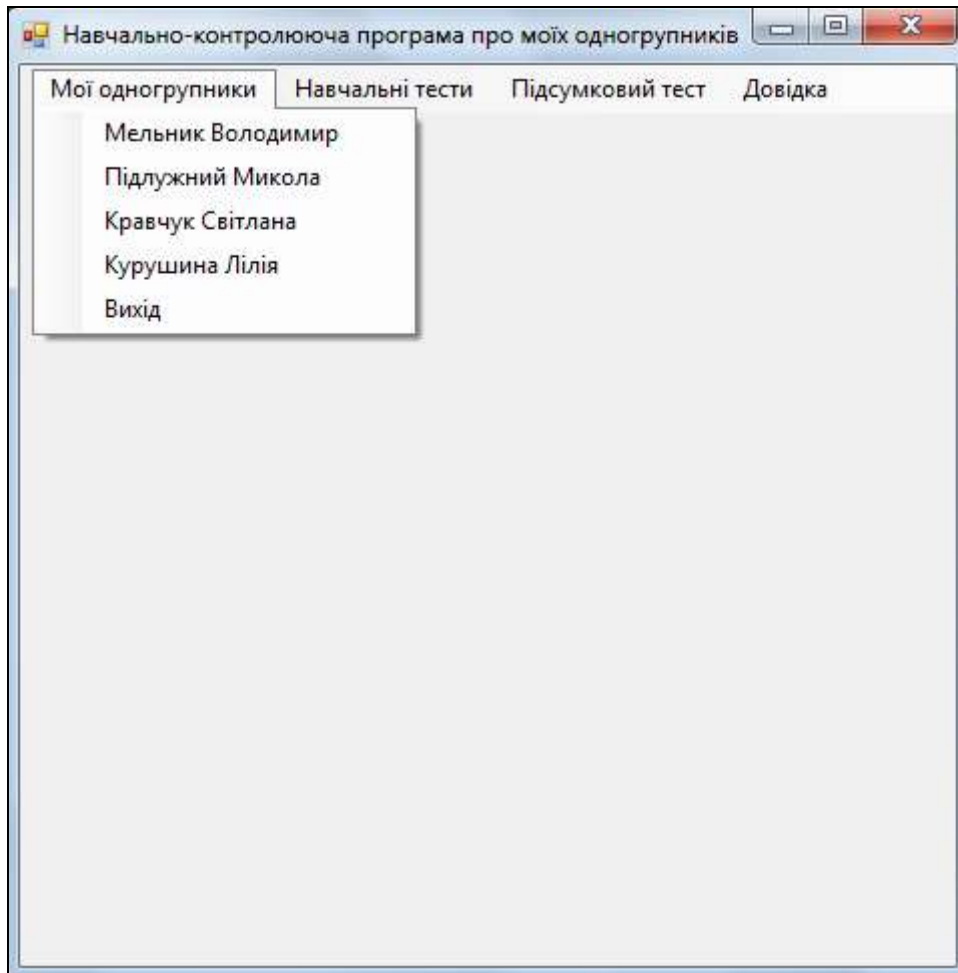 Навчально-контролююча програма про моїх одногрупників
Мої одногрупники Навчальні тести Підсумковий тест Довідка
Мельник Володимир
Підлужний Микола
Кравчук Світлана
Курушина Лілія
Вихід